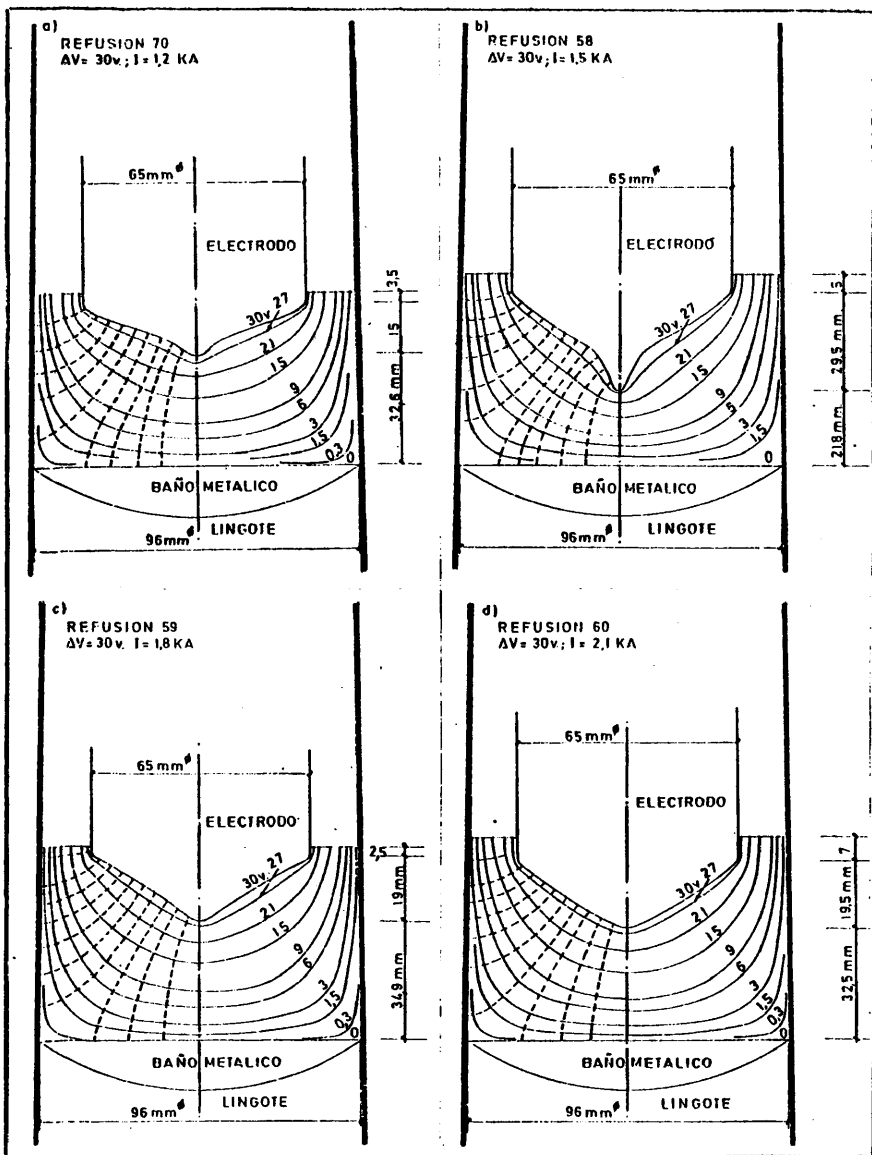 a)
REFUSION 70
ΔV= 30v.; I = 1,2 KA
65mm ø
ELECTRODO
30v. 27
21
15
9
6
3
1,5
0,3
0
3,5
15
32,6 mm
BAÑO METALICO
LINGOTE
96mm ø
b)
REFUSION 58
ΔV= 30v; I = 1,5 KA
65mm ø
ELECTRODO
30v. 27
21
15
9
6
3
1,5
0
5
29,5 mm
21,8 mm
BAÑO METALICO
LINGOTE
96mm ø
c)
REFUSION 59
ΔV= 30v. I = 1,8 KA
65mm ø
ELECTRODO
30v. 27
21
15
9
6
3
1,5
0,3
0
2,5
19mm
34,9 mm
BAÑO METALICO
LINGOTE
96mm ø
d)
REFUSION 60
ΔV= 30v.; I = 2,1 KA
65mm ø
ELECTRODO
30v. 27
21
15
9
6
3
1,5
0,3
0
7
19,5 mm
32,5 mm
BAÑO METALICO
LINGOTE
96mm ø